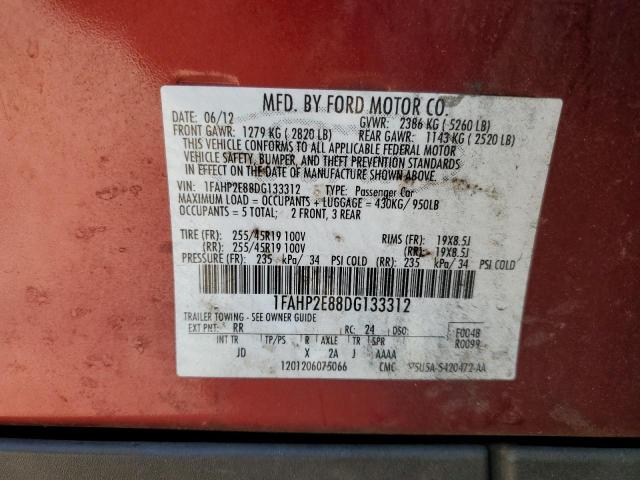 MFD. BY FORD MOTOR CO.
DATE: 06/12 GVWR: 2386 KG ( 5260 LB)
FRONT GAWR: 1279 KG ( 2820 LB) REAR GAWR: 1143 KG ( 2520 LB)
THIS VEHICLE CONFORMS TO ALL APPLICABLE FEDERAL MOTOR
VEHICLE SAFETY, BUMPER, AND THEFT PREVENTION STANDARDS
IN EFFECT ON THE DATE OF MANUFACTURE SHOWN ABOVE.
VIN: 1FAHP2E88DG133312 TYPE: Passenger Car
MAXIMUM LOAD = OCCUPANTS + LUGGAGE = 430KG/ 950LB
OCCUPANTS = 5 TOTAL; 2 FRONT, 3 REAR
TIRE (FR): 255/45R19 100V RIMS (FR): 19X8.5J
(RR): 255/45R19 100V (RR): 19X8.5J
PRESSURE (FR): 235 kPa/ 34 PSI COLD (RR): 235 kPa/ 34 PSI COLD
1FAHP2E88DG133312
TRAILER TOWING - SEE OWNER GUIDE
EXT PNT: RR RC: 24 DSO: F0048
INT TR TP/PS R AXLE TR SPR R0099
JD X 2A J AAAA
1201206075066 CMC